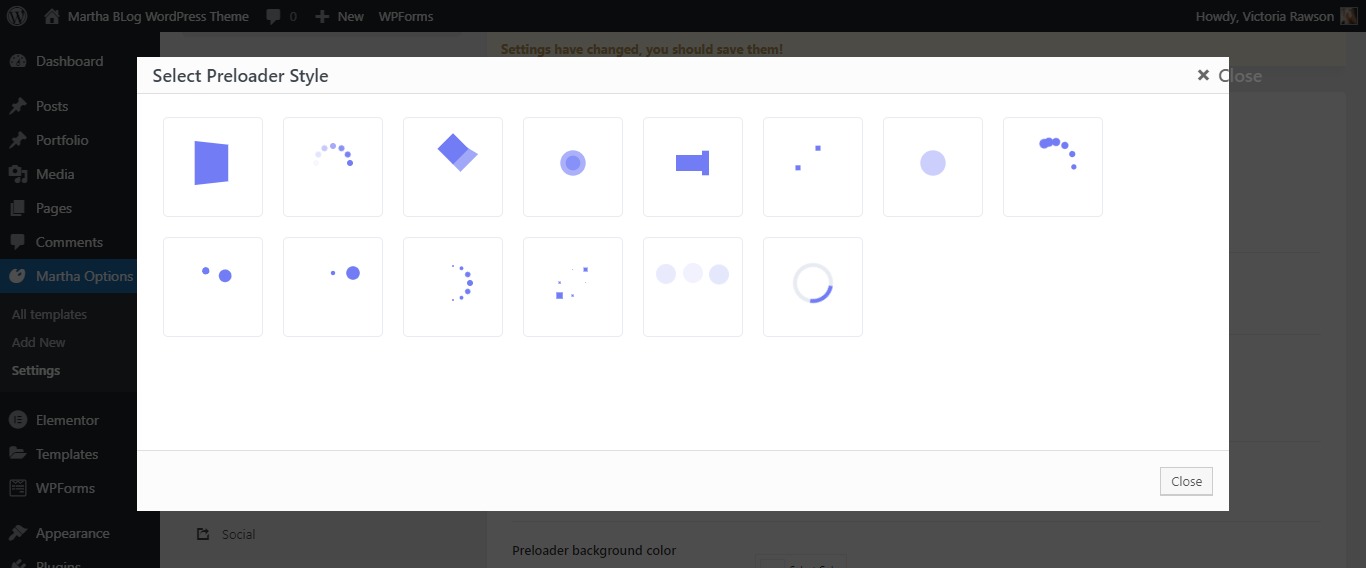 Martha BLog WordPress Theme 0 New WPForms Howdy, Victoria Rawson
Dashboard
Posts
Portfolio
Media
Pages
Comments
Martha Options
All templates
Add New
Settings
Elementor
Templates
WPForms
Appearance
Plugins
Settings have changed, you should save them!
Select Preloader Style
Close
Close
Social
Preloader background color